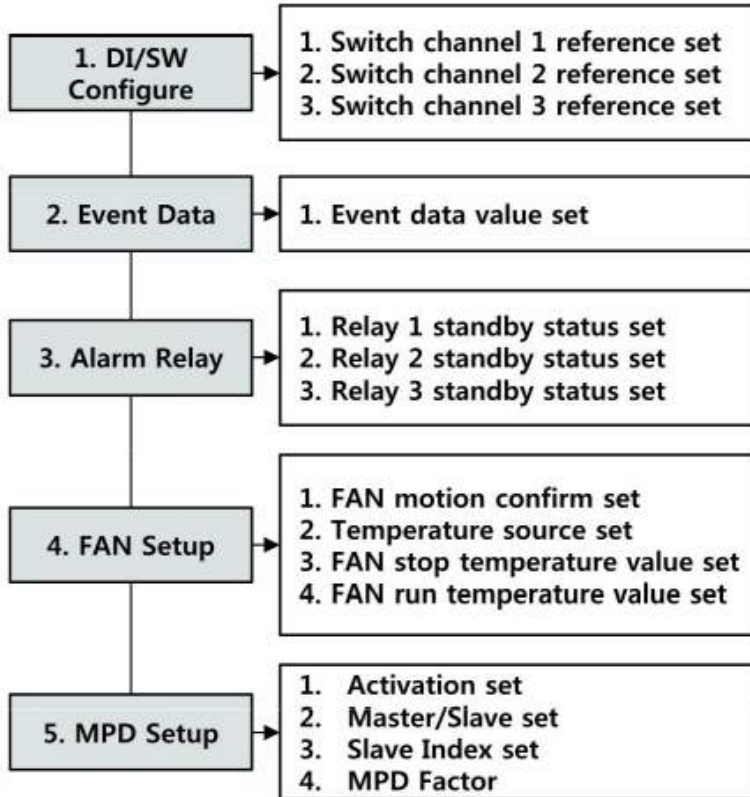 1. DI/SW
Configure
1. Switch channel 1 reference set
2. Switch channel 2 reference set
3. Switch channel 3 reference set
2. Event Data
1. Event data value set
3. Alarm Relay
1. Relay 1 standby status set
2. Relay 2 standby status set
3. Relay 3 standby status set
4. FAN Setup
1. FAN motion confirm set
2. Temperature source set
3. FAN stop temperature value set
4. FAN run temperature value set
5. MPD Setup
1. Activation set
2. Master/Slave set
3. Slave Index set
4. MPD Factor